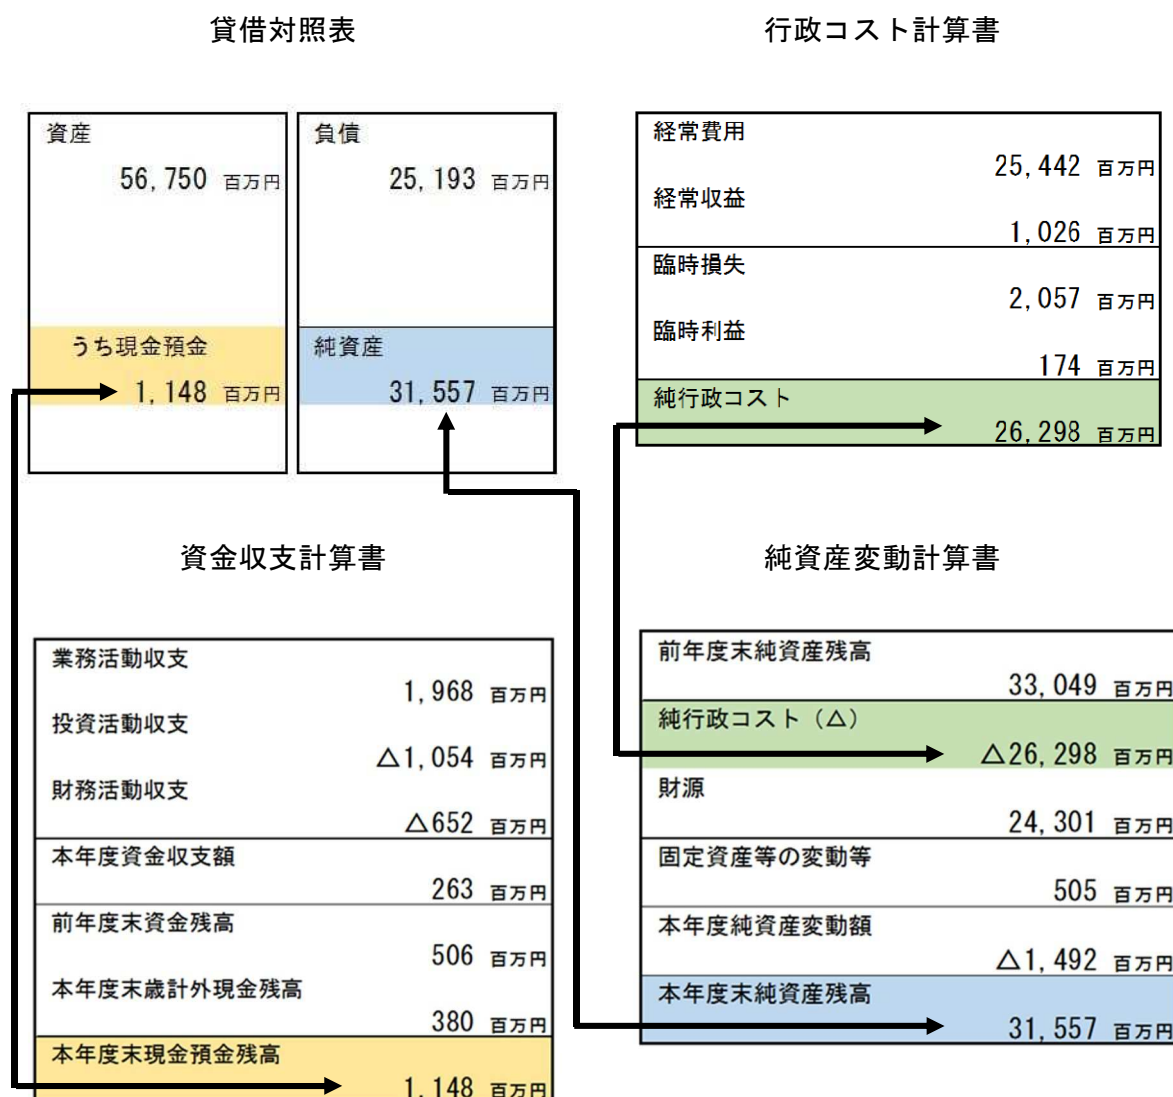 貸借対照表
資産
56,750 百万円
うち現金預金
1,148 百万円
負債
25,193 百万円
純資産
31,557 百万円
行政コスト計算書
経常費用
25,442 百万円
経常収益
1,026 百万円
臨時損失
2,057 百万円
臨時利益
174 百万円
純行政コスト
26,298 百万円
資金収支計算書
業務活動収支
1,968 百万円
投資活動収支
△1,054 百万円
財務活動収支
△652 百万円
本年度資金収支額
263 百万円
前年度末資金残高
506 百万円
本年度末歳計外現金残高
380 百万円
本年度末現金預金残高
1,148 百万円
純資産変動計算書
前年度末純資産残高
33,049 百万円
純行政コスト（△）
△26,298 百万円
財源
24,301 百万円
固定資産等の変動等
505 百万円
本年度純資産変動額
△1,492 百万円
本年度末純資産残高
31,557 百万円